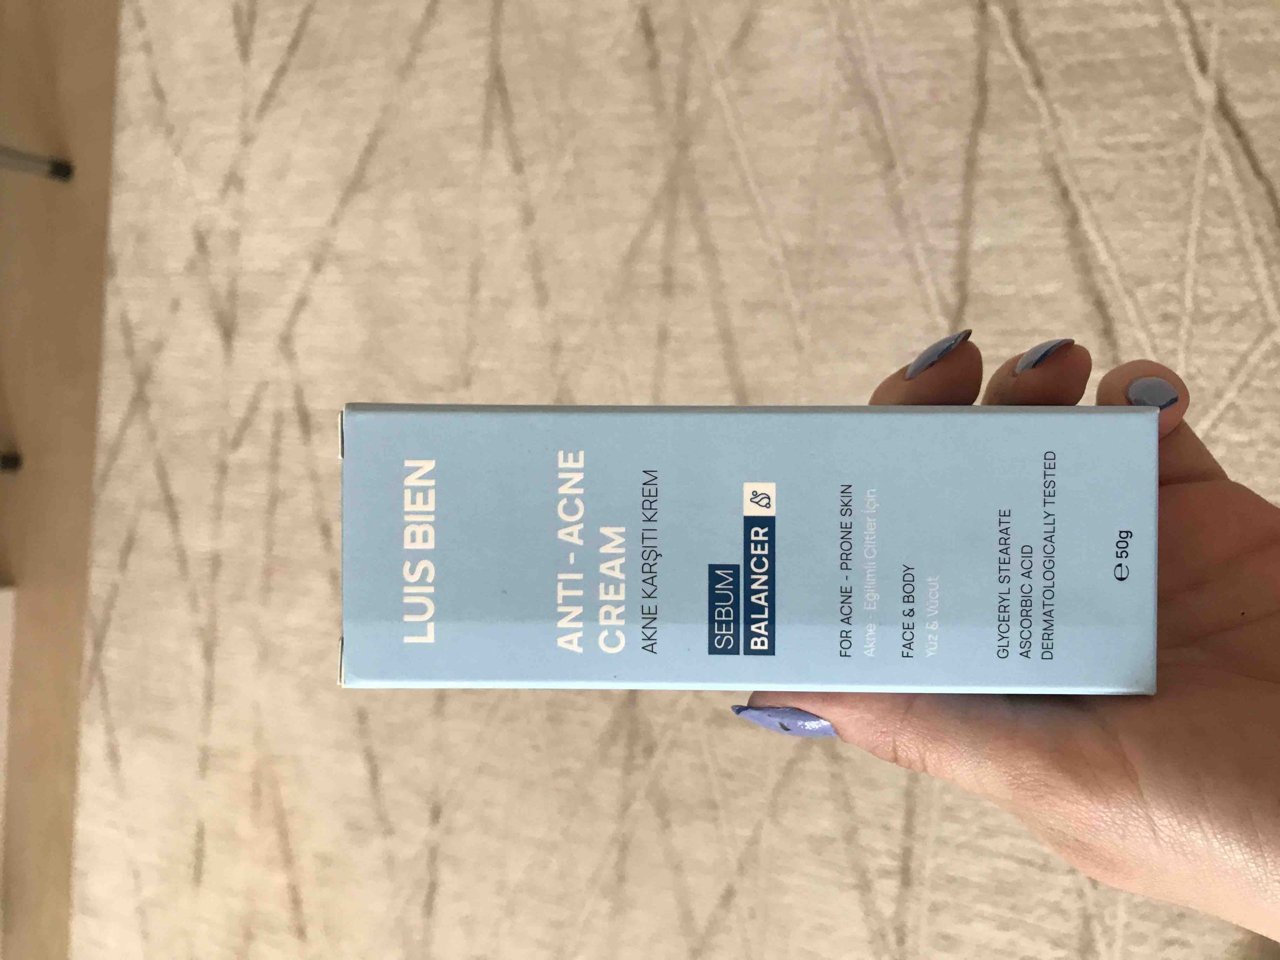 LUIS BIEN
ANTI - ACNE
CREAM
AKNE KARŞITI KREM
SEBUM
BALANCER
FOR ACNE - PRONE SKIN
Akne - Eğilimli Ciltler İçin
FACE & BODY
Yüz & Vücut
GLYCERYL STEARATE
ASCORBIC ACID
DERMATOLOGICALLY TESTED
℮ 50g